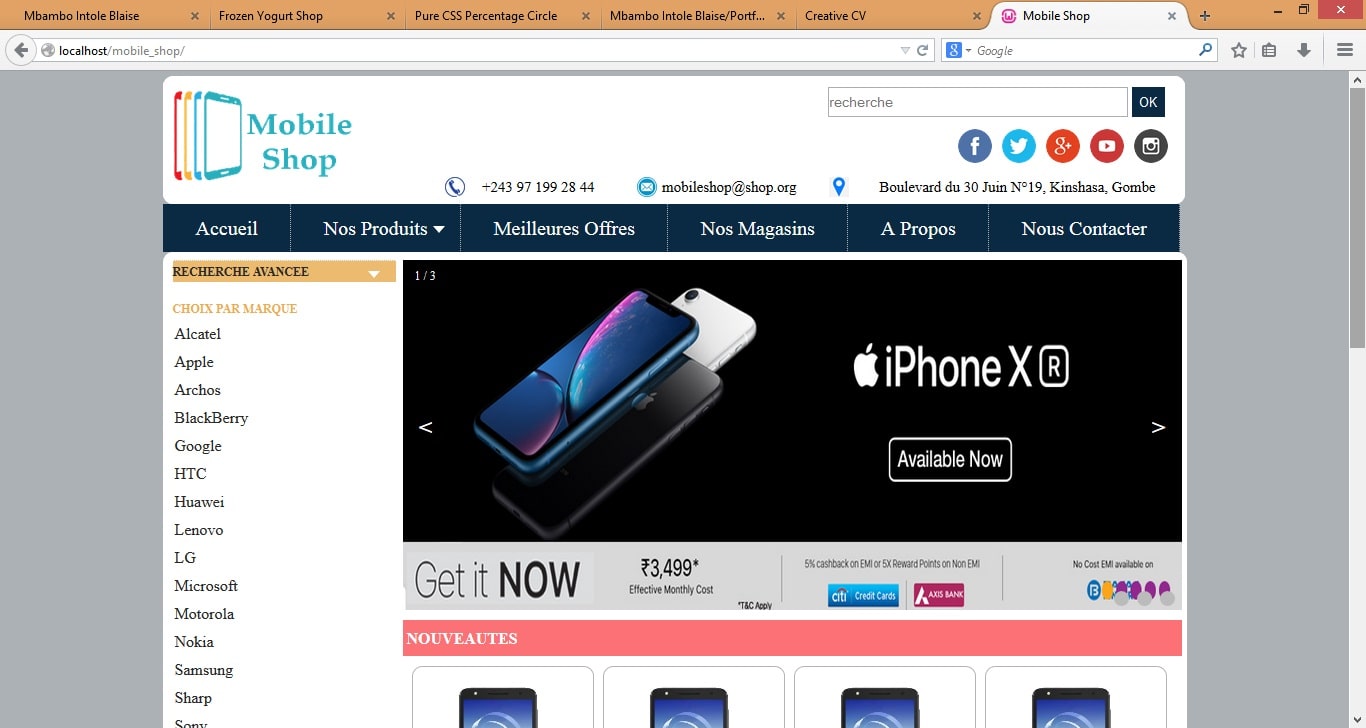 Mbambo Intole Blaise
Frozen Yogurt Shop
Pure CSS Percentage Circle
Mbambo Intole Blaise/Portf...
Creative CV
Mobile Shop
localhost/mobile_shop/
Google
Mobile
Shop
recherche
OK
+243 97 199 28 44
mobileshop@shop.org
Boulevard du 30 Juin N°19, Kinshasa, Gombe
Accueil
Nos Produits
Meilleures Offres
Nos Magasins
A Propos
Nous Contacter
RECHERCHE AVANCEE
CHOIX PAR MARQUE
Alcatel
Apple
Archos
BlackBerry
Google
HTC
Huawei
Lenovo
LG
Microsoft
Motorola
Nokia
Samsung
Sharp
Sony
1 / 3
iPhone XR
Available Now
<
>
Get it NOW
₹3,499*
Effective Monthly Cost
*T&C Apply
5% cashback on EMI or 5X Reward Points on Non EMI
citi Credit Cards
AXIS BANK
No Cost EMI available on
NOUVEAUTES